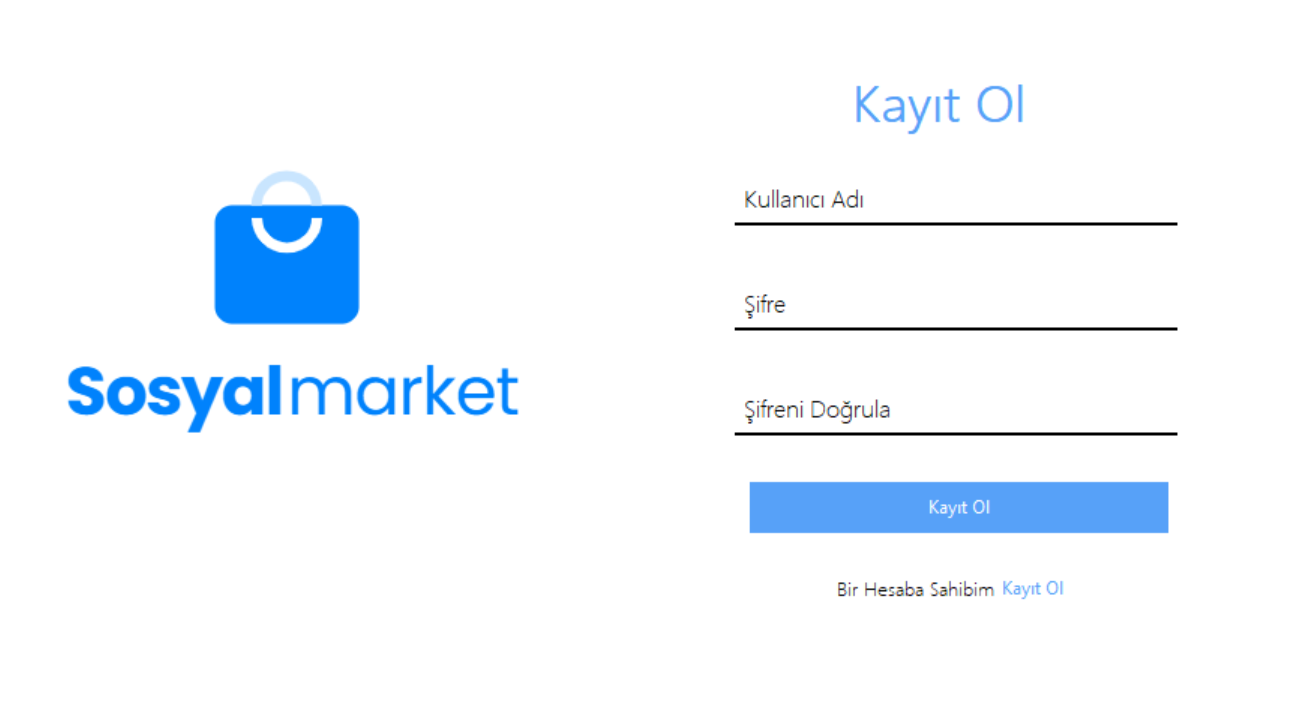 Kayıt Ol
Kullanıcı Adı
Şifre
Şifreni Doğrula
Kayıt Ol
Bir Hesaba Sahibim Kayıt Ol
Sosyalmarket